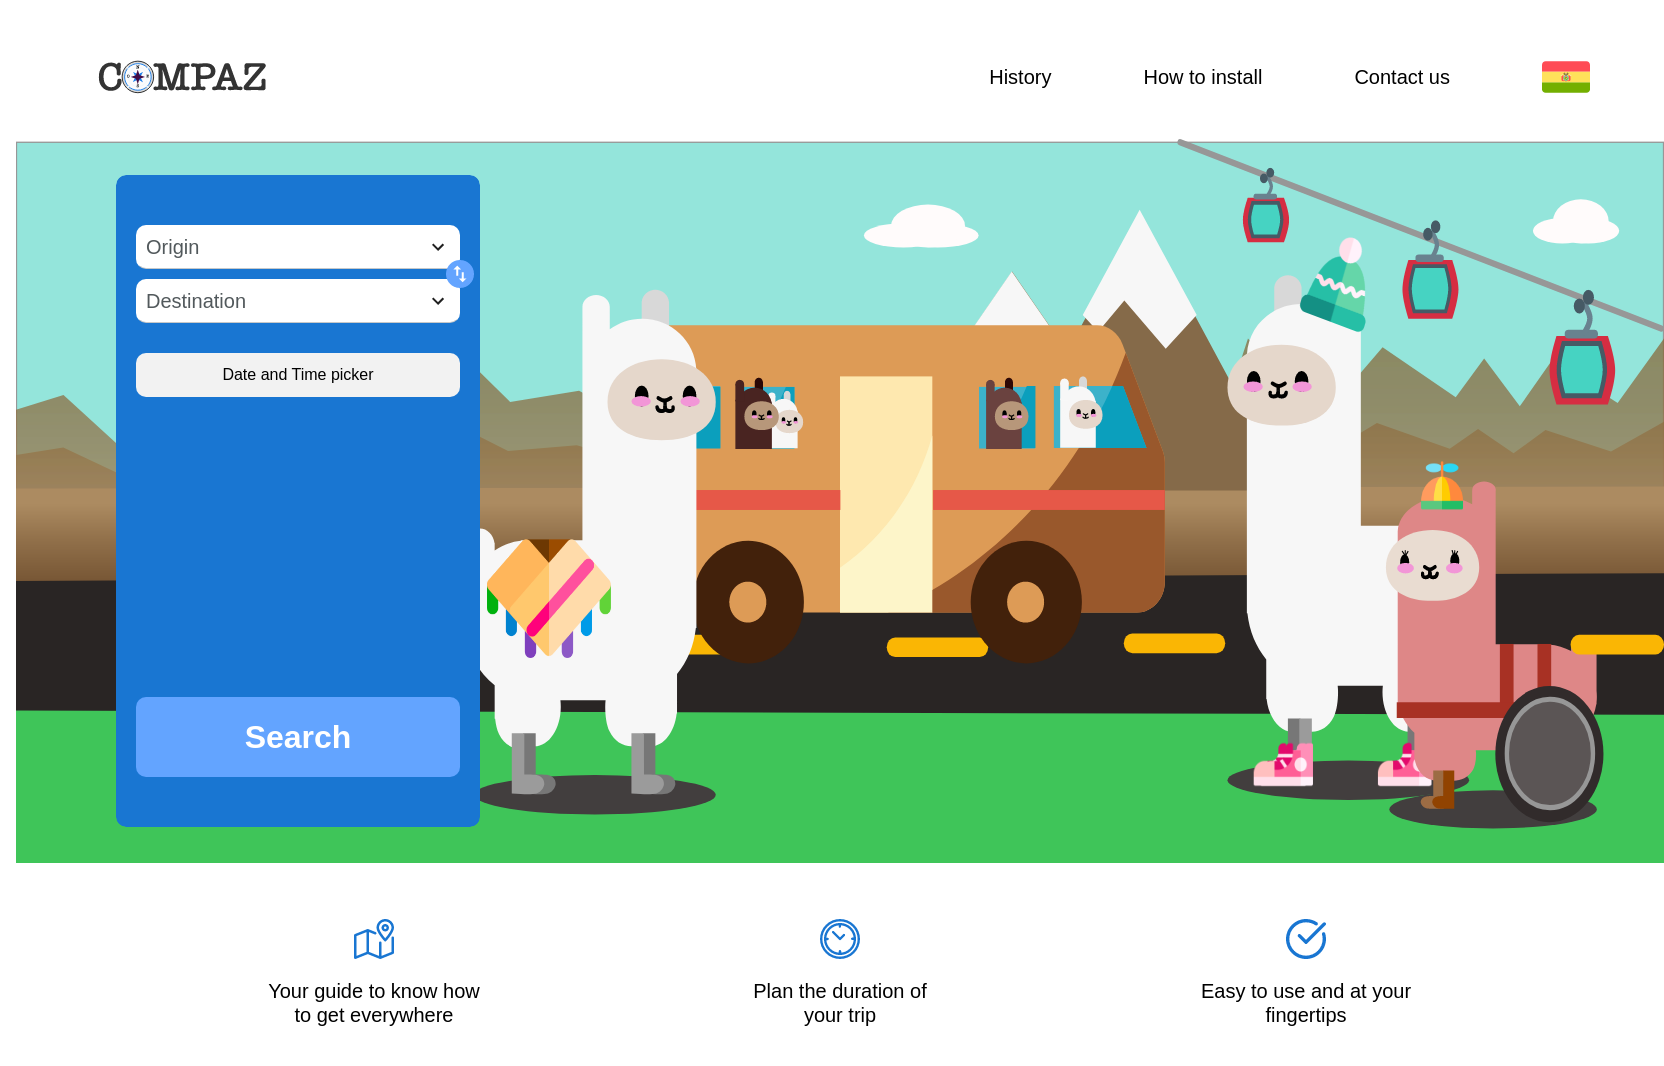 COMPAZ
History
How to install
Contact us
Origin
Destination
Date and Time picker
Search
Your guide to know how
to get everywhere
Plan the duration of
your trip
Easy to use and at your
fingertips